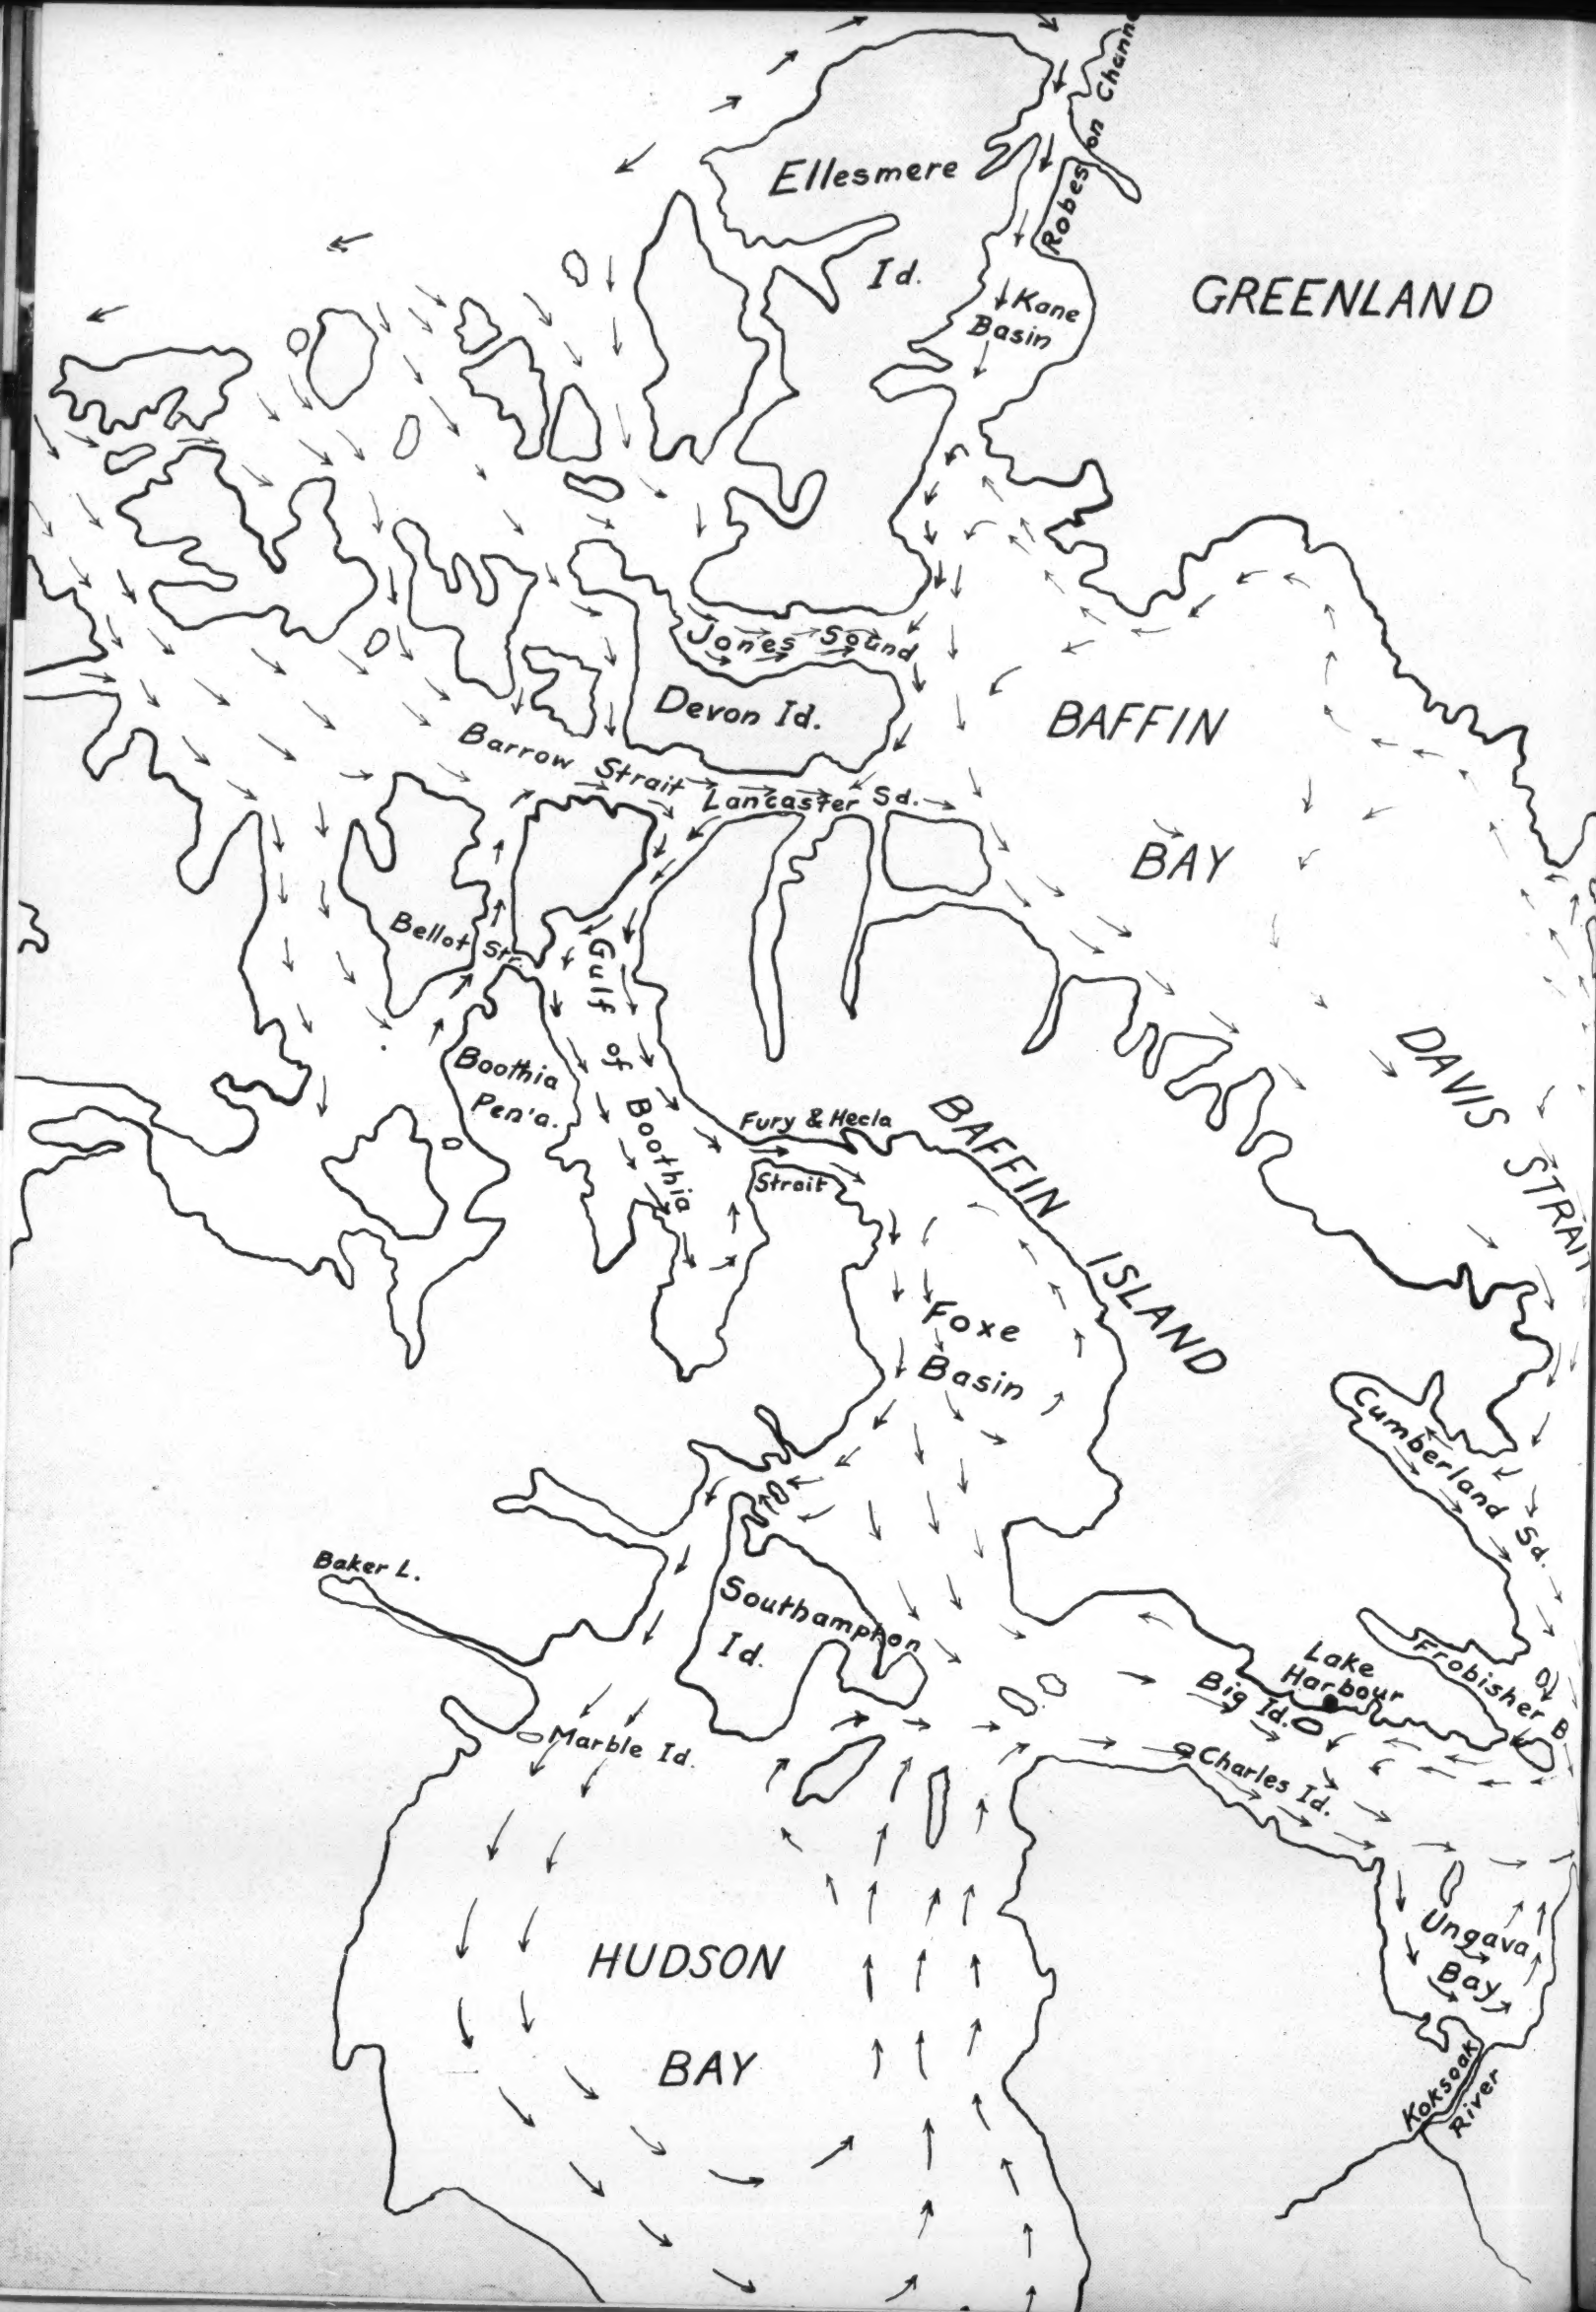 Robeson Channe
Ellesmere
Id.
GREENLAND
Kane
Basin
Jones Sound
Devon Id.
BAFFIN
BAY
Barrow Strait
Lancaster Sd.
Bellot Str.
Gulf of Boothia
Boothia
Pen'a.
DAVIS STRAIT
Fury & Hecla
Strait
BAFFIN ISLAND
Foxe
Basin
Cumberland Sd.
Baker L.
Southampton
Id.
Lake
Harbour
Frobisher B
Big Id.
Marble Id.
Charles Id.
HUDSON
BAY
Ungava
Bay
Koksoak
River